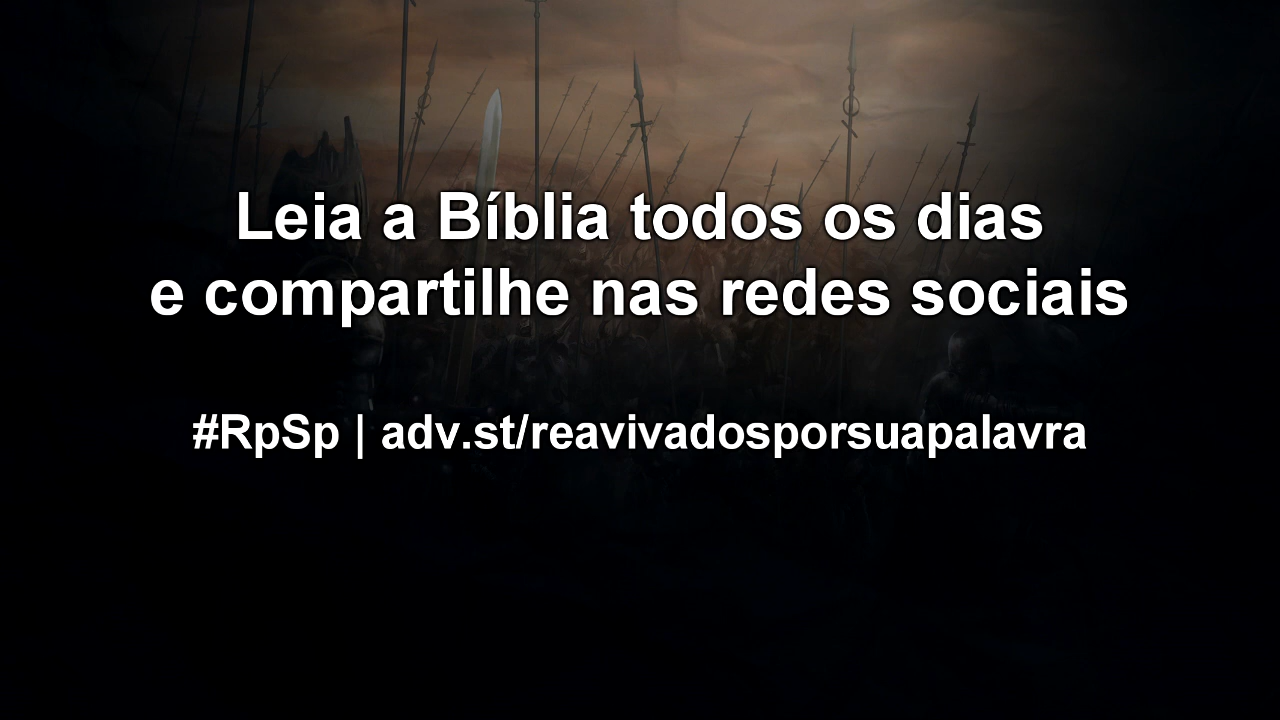 Leia a Bíblia todos os dias
e compartilhe nas redes sociais
#RpSp | adv.st/reavivadosporsuapalavra